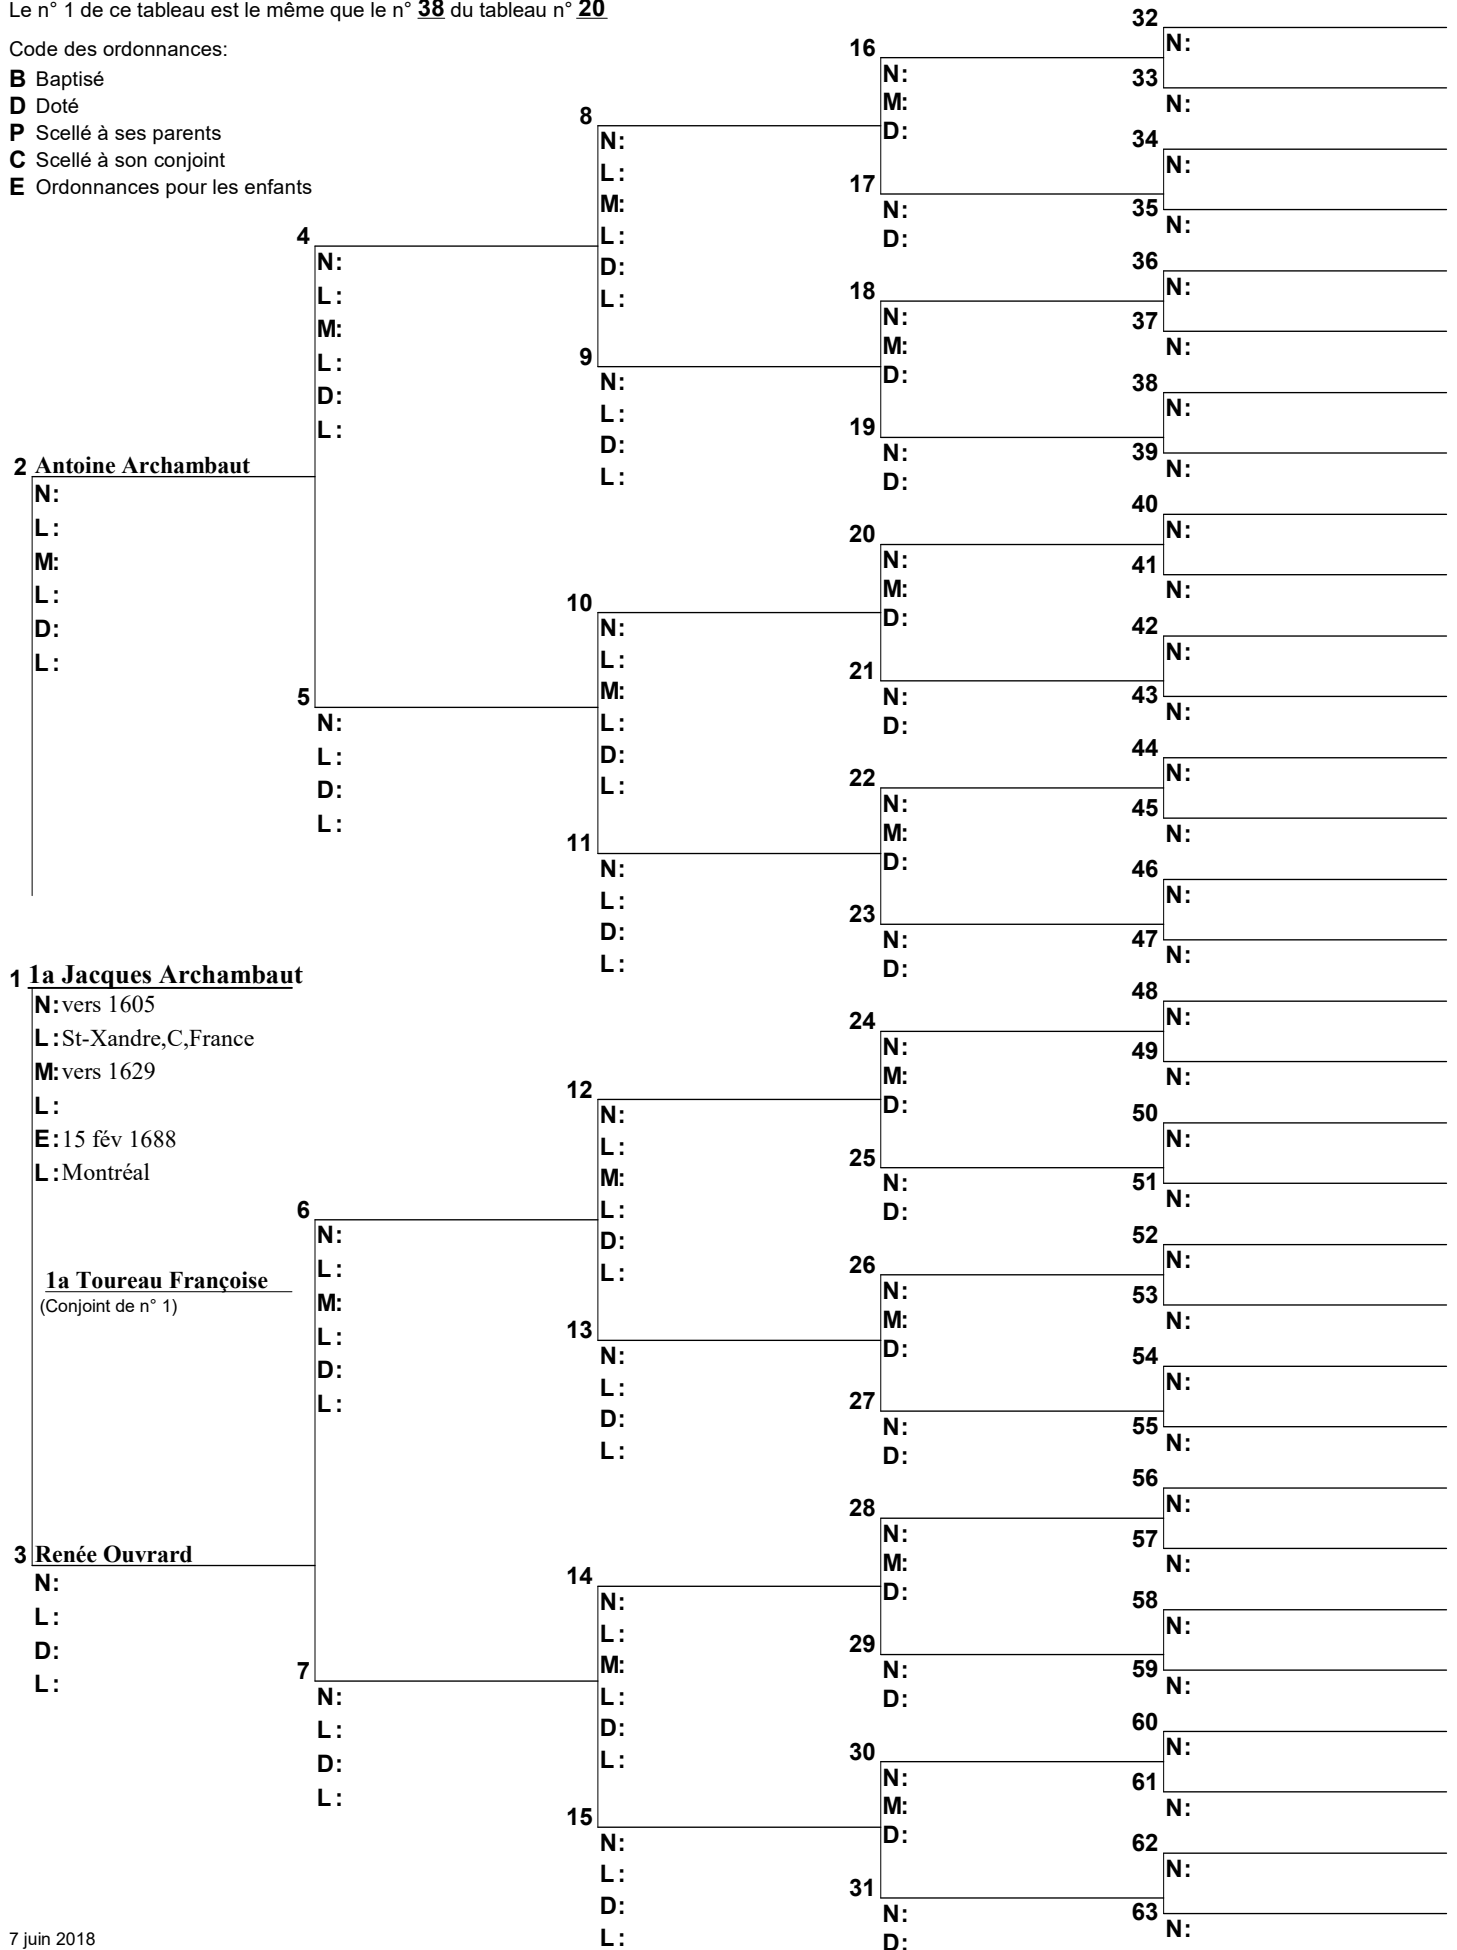 Le n° 1 de ce tableau est le même que le n° 38 du tableau n° 20
Code des ordonnances:
B Baptisé
D Doté
P Scellé à ses parents
C Scellé à son conjoint
E Ordonnances pour les enfants
2 Antoine Archambaut
N:
L:
M:
L:
D:
L:
1 1a Jacques Archambaut
N: vers 1605
L: St-Xandre,C,France
M: vers 1629
L:
E: 15 fév 1688
L: Montréal
1a Toureau Françoise
(Conjoint de n° 1)
3 Renée Ouvrard
N:
L:
D:
L:
4
N:
L:
M:
L:
D:
L:
5
N:
L:
D:
L:
6
N:
L:
M:
L:
D:
L:
7
N:
L:
D:
L:
8
N:
L:
M:
L:
D:
L:
9
N:
L:
D:
L:
10
N:
L:
M:
L:
D:
L:
11
N:
L:
D:
L:
12
N:
L:
M:
L:
D:
L:
13
N:
L:
D:
L:
14
N:
L:
M:
L:
D:
L:
15
N:
L:
D:
L:
16
N:
M:
D:
17
N:
D:
18
N:
M:
D:
19
N:
D:
20
N:
M:
D:
21
N:
D:
22
N:
M:
D:
23
N:
D:
24
N:
M:
D:
25
N:
D:
26
N:
M:
D:
27
N:
D:
28
N:
M:
D:
29
N:
D:
30
N:
M:
D:
31
N:
D:
32
N:
33
N:
34
N:
35
N:
36
N:
37
N:
38
N:
39
N:
40
N:
41
N:
42
N:
43
N:
44
N:
45
N:
46
N:
47
N:
48
N:
49
N:
50
N:
51
N:
52
N:
53
N:
54
N:
55
N:
56
N:
57
N:
58
N:
59
N:
60
N:
61
N:
62
N:
63
N:
7 juin 2018